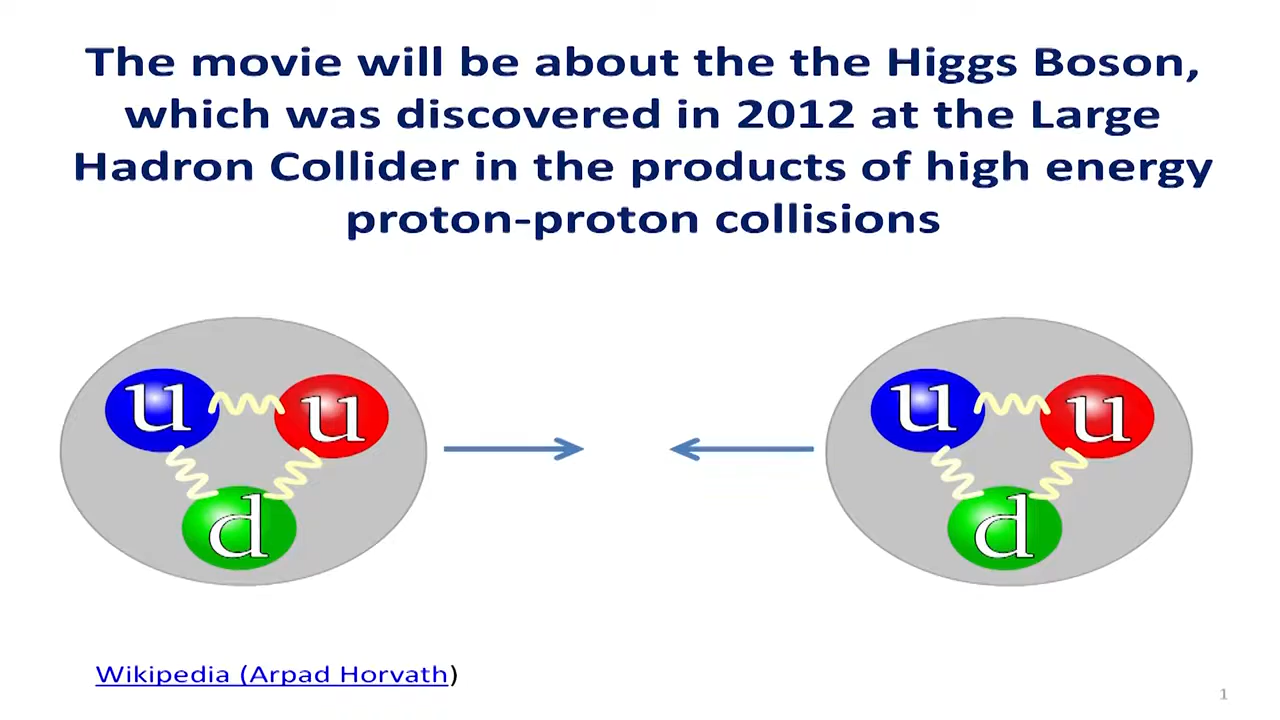 The movie will be about the the Higgs Boson,
which was discovered in 2012 at the Large
Hadron Collider in the products of high energy
proton-proton collisions
u u
d
u u
d
Wikipedia (Arpad Horvath)
1